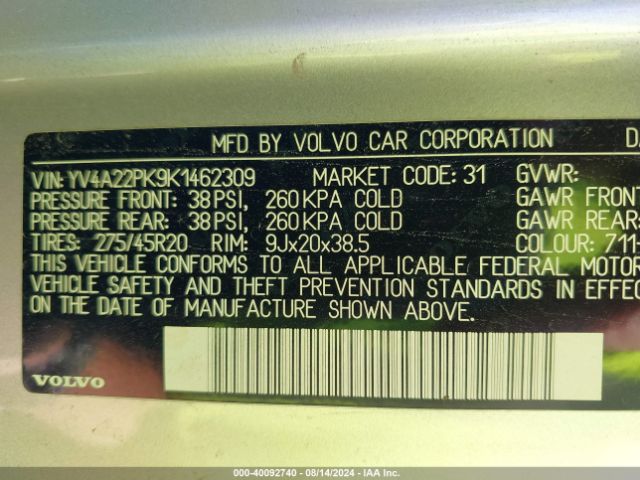 MFD. BY VOLVO CAR CORPORATION
VIN: YV4A22PK9K1462309 MARKET CODE: 31 GVWR:
PRESSURE FRONT: 38 PSI, 260 KPA COLD GAWR FRONT
PRESSURE REAR: 38 PSI, 260 KPA COLD GAWR REAR:
TIRES: 275/45R20 RIM: 9Jx20x38.5 COLOUR: 711
THIS VEHICLE CONFORMS TO ALL APPLICABLE FEDERAL MOTOR
VEHICLE SAFETY AND THEFT PREVENTION STANDARDS IN EFFEC
ON THE DATE OF MANUFACTURE SHOWN ABOVE.
VOLVO
000-40092740 - 08/14/2024 - IAA Inc.